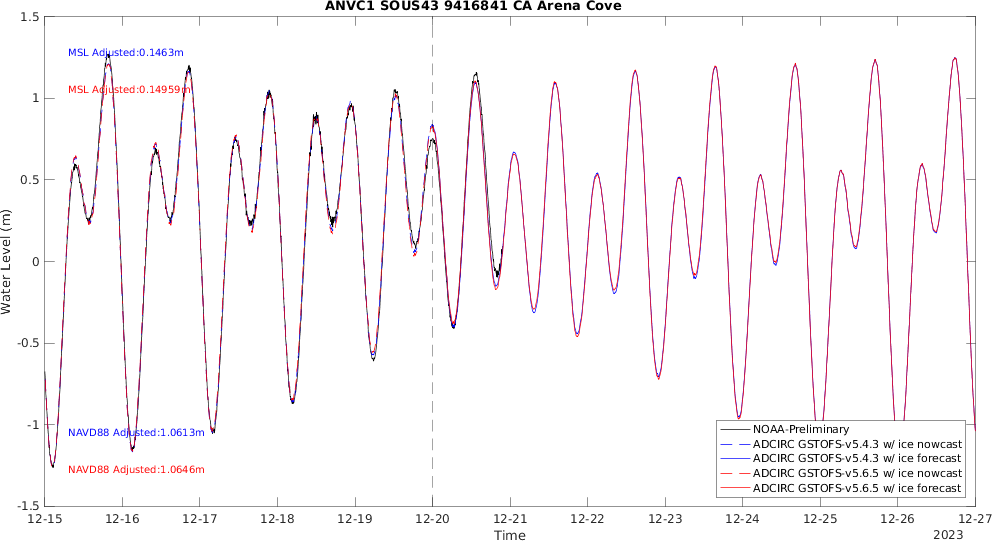 ANVC1 SOUS43 9416841 CA Arena Cove
1.5
1
0.5
0
-0.5
-1
-1.5
Water Level (m)
MSL Adjusted:0.1463m
MSL Adjusted:0.14959m
NAVD88 Adjusted:1.0613m
NAVD88 Adjusted:1.0646m
NOAA-Preliminary
ADCIRC GSTOFS-v5.4.3 w/ ice nowcast
ADCIRC GSTOFS-v5.4.3 w/ ice forecast
ADCIRC GSTOFS-v5.6.5 w/ ice nowcast
ADCIRC GSTOFS-v5.6.5 w/ ice forecast
12-15 12-16 12-17 12-18 12-19 12-20 12-21 12-22 12-23 12-24 12-25 12-26 12-27
Time
2023